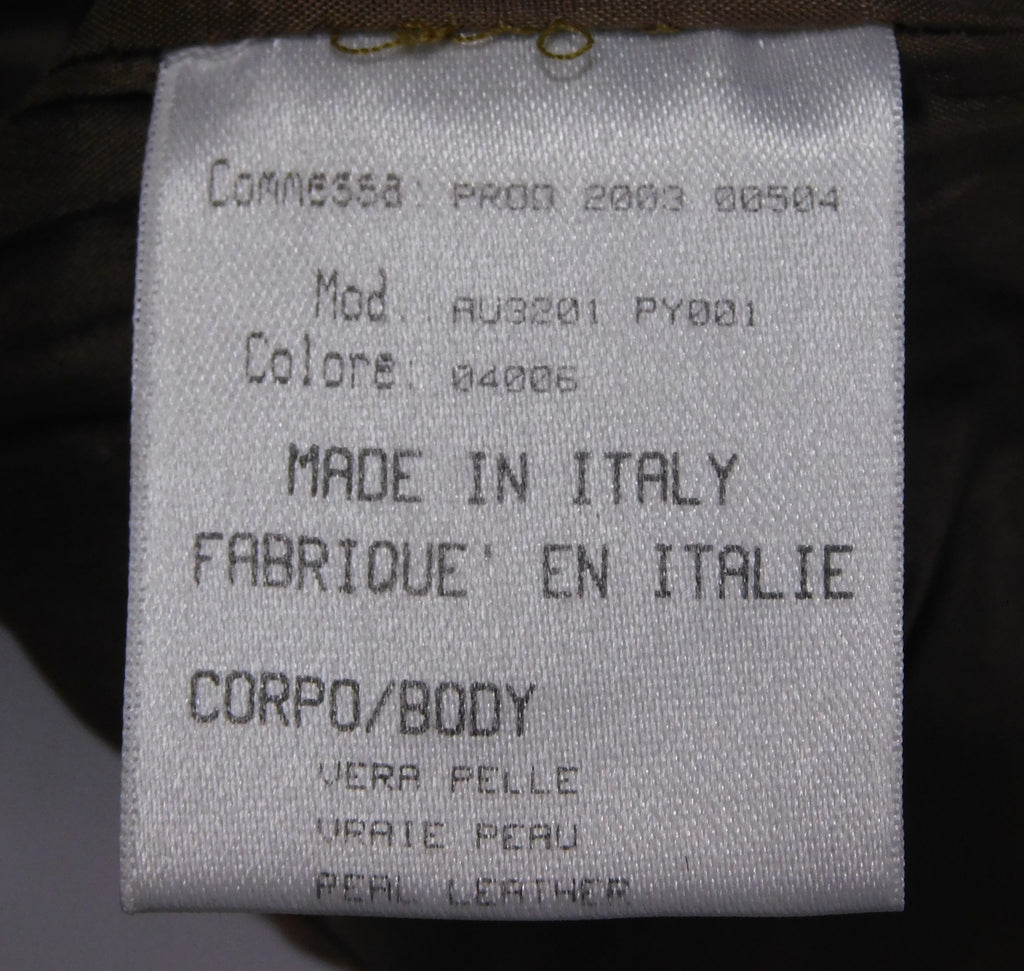 Commessa: PROD 2003 00504
Mod. AU3201 PY001
Colore: 04006
MADE IN ITALY
FABRIQUE' EN ITALIE
CORPO/BODY
VERA PELLE
VRAIE PEAU
REAL LEATHER